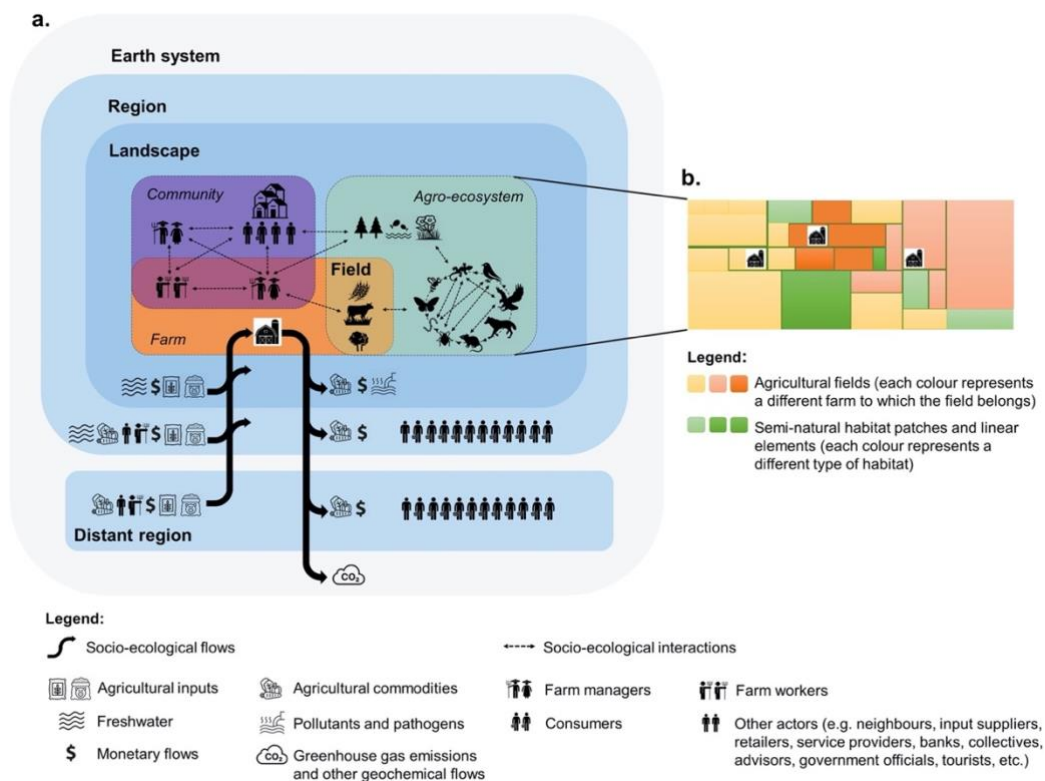 a.
Earth system
Region
Landscape
Community
Agro-ecosystem
Field
Farm
$
$
$
$
$
$
Distant region
CO₂
b.
Legend:
Agricultural fields (each colour represents
a different farm to which the field belongs)
Semi-natural habitat patches and linear
elements (each colour represents a
different type of habitat)
Legend:
Socio-ecological flows
Socio-ecological interactions
Agricultural inputs
Agricultural commodities
Farm managers
Farm workers
Freshwater
Pollutants and pathogens
Consumers
Other actors (e.g. neighbours, input suppliers,
retailers, service providers, banks, collectives,
advisors, government officials, tourists, etc.)
$ Monetary flows
CO₂ Greenhouse gas emissions
and other geochemical flows